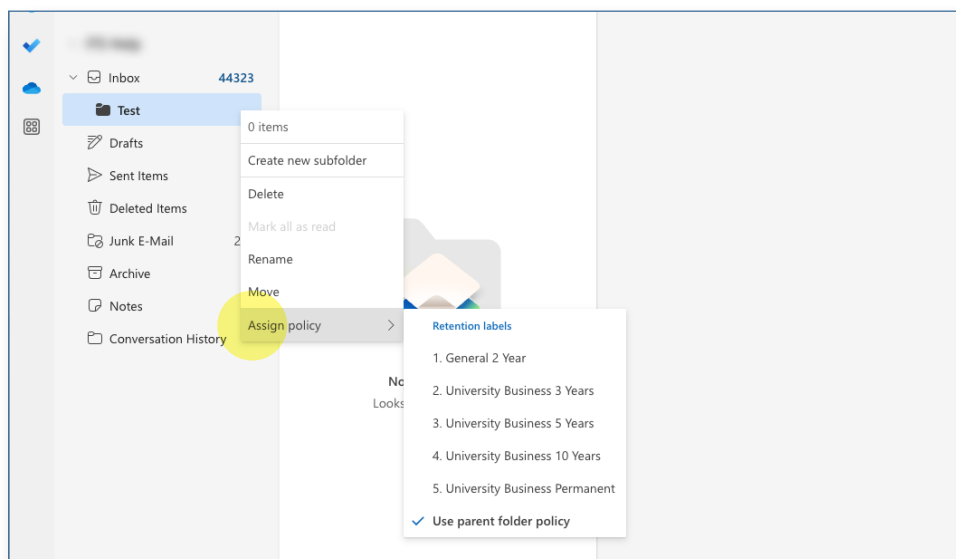 Inbox 44323
Test
Drafts
Sent Items
Deleted Items
Junk E-Mail 2
Archive
Notes
Conversation History
0 items
Create new subfolder
Delete
Mark all as read
Rename
Move
Assign policy
Retention labels
1. General 2 Year
2. University Business 3 Years
3. University Business 5 Years
4. University Business 10 Years
5. University Business Permanent
Use parent folder policy
No
Looks